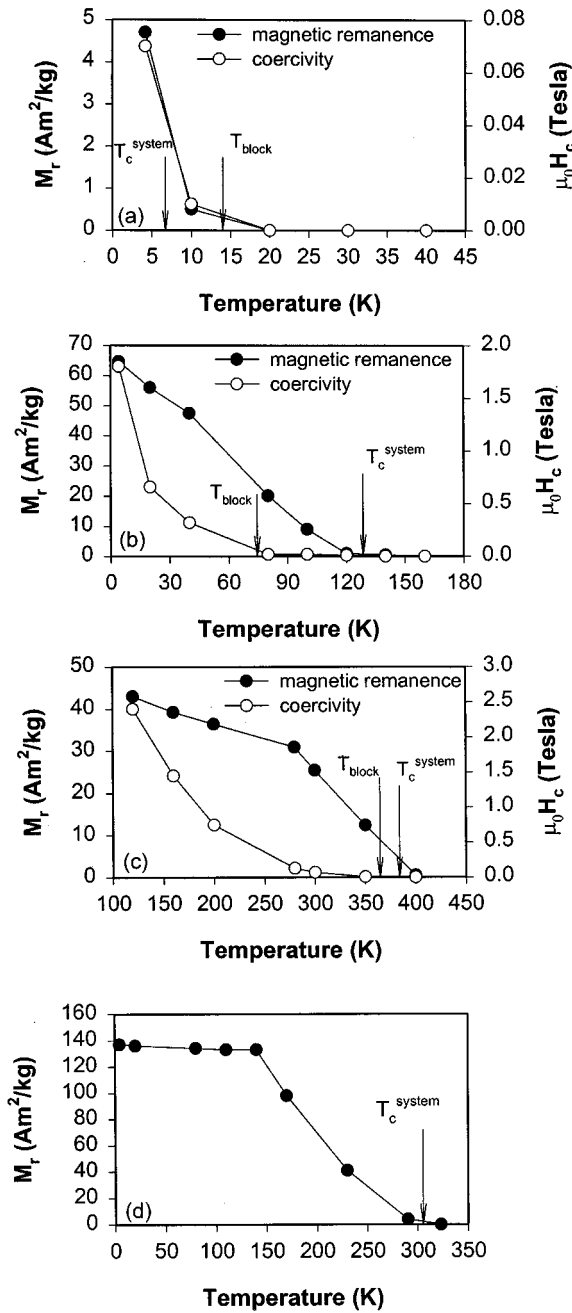 5
4
3
2
1
0
M_r (Am²/kg)
magnetic remanence
coercivity
T_c^system
T_block
(a)
0.08
0.06
0.04
0.02
0.00
μ₀H_c (Tesla)
0 5 10 15 20 25 30 35 40 45
Temperature (K)
70
60
50
40
30
20
10
0
M_r (Am²/kg)
magnetic remanence
coercivity
T_block
T_c^system
(b)
2.0
1.5
1.0
0.5
0.0
μ₀H_c (Tesla)
0 30 60 90 120 150 180
Temperature (K)
50
40
30
20
10
0
M_r (Am²/kg)
magnetic remanence
coercivity
T_block
T_c^system
(c)
3.0
2.5
2.0
1.5
1.0
0.5
0.0
μ₀H_c (Tesla)
100 150 200 250 300 350 400 450
Temperature (K)
160
140
120
100
80
60
40
20
0
M_r (Am²/kg)
T_c^system
(d)
0 50 100 150 200 250 300 350
Temperature (K)